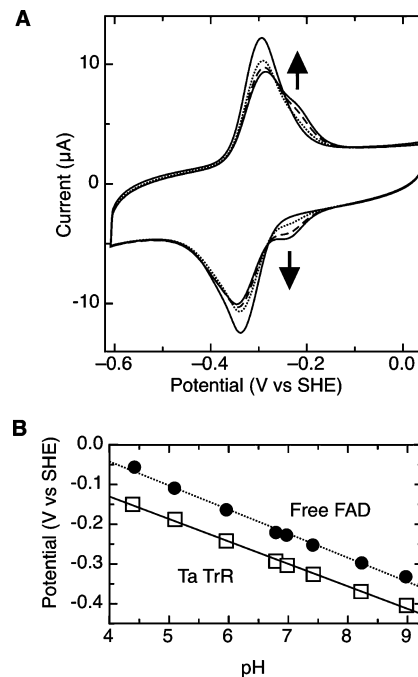 A
10
0
-10
Current (µA)
−0.6
−0.4
−0.2
0.0
Potential (V vs SHE)
B
0.0
-0.1
-0.2
-0.3
-0.4
Potential (V vs SHE)
Free FAD
Ta TrR
4
5
6
7
8
9
pH